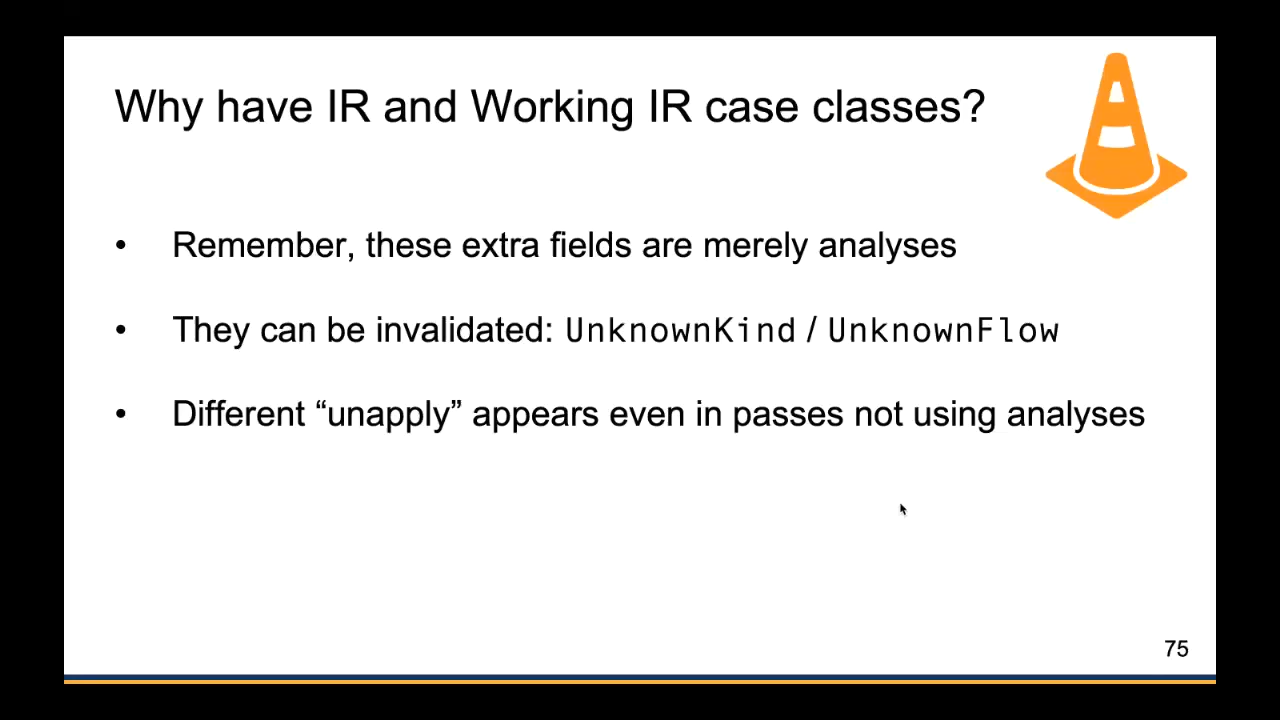 Why have IR and Working IR case classes?
• Remember, these extra fields are merely analyses
• They can be invalidated: UnknownKind / UnknownFlow
• Different “unapply” appears even in passes not using analyses
75